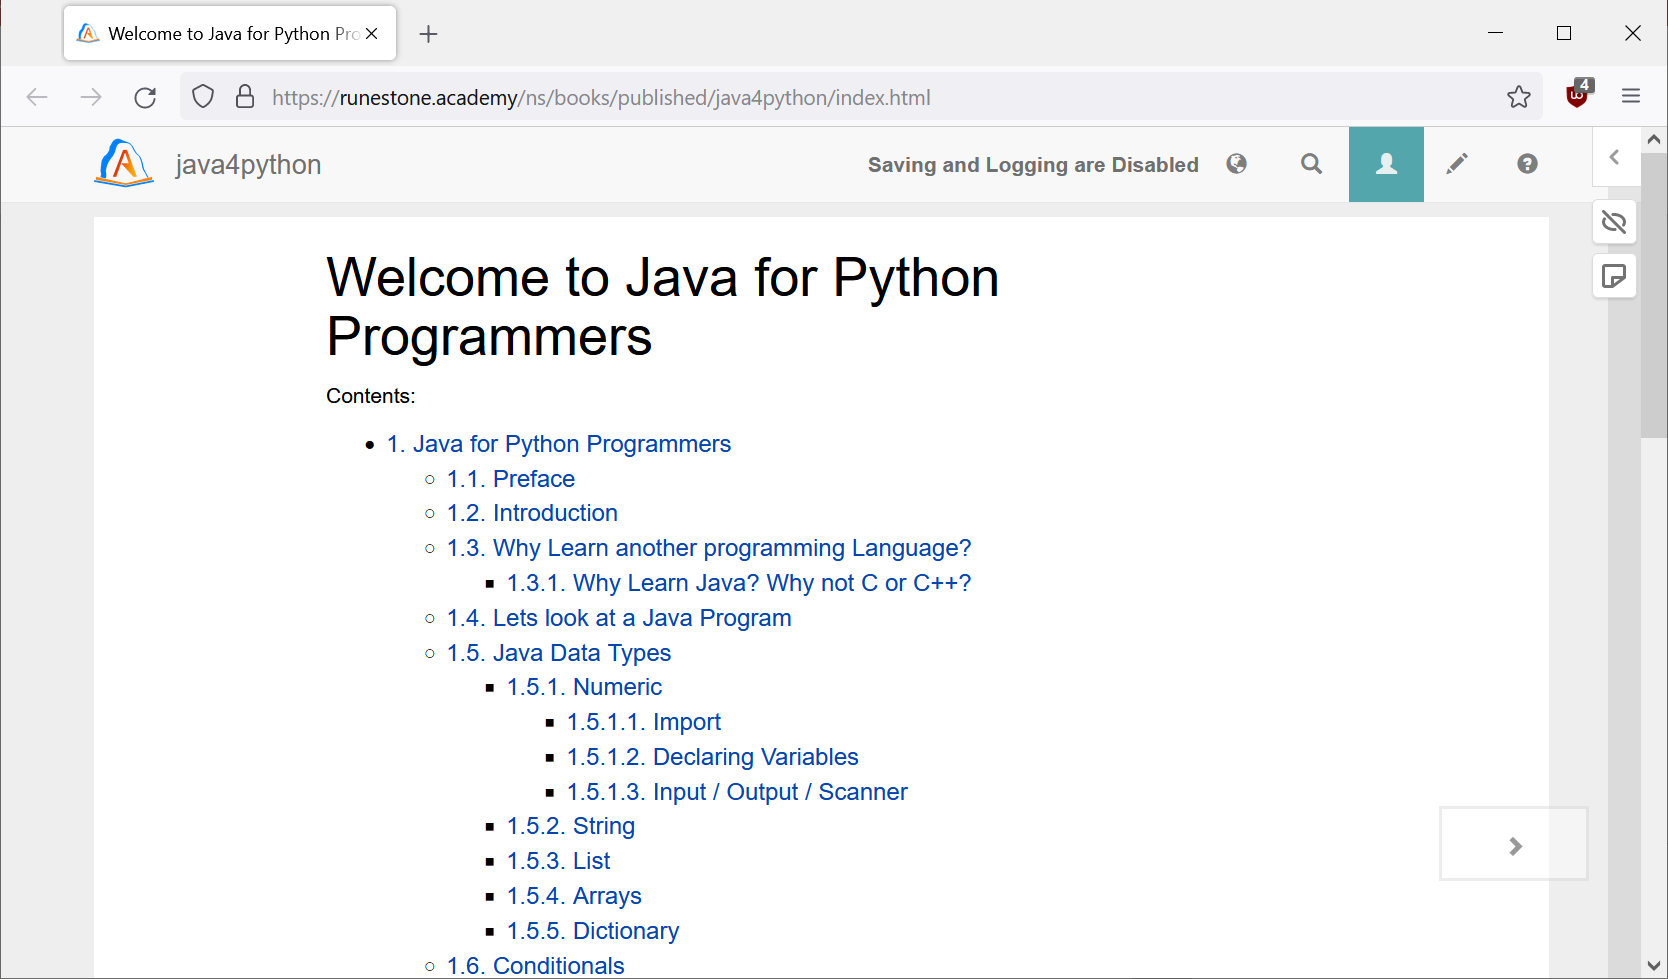 Welcome to Java for Python Pro
https://runestone.academy/ns/books/published/java4python/index.html
4
java4python
Saving and Logging are Disabled
Welcome to Java for Python
Programmers
Contents:
1. Java for Python Programmers
1.1. Preface
1.2. Introduction
1.3. Why Learn another programming Language?
1.3.1. Why Learn Java? Why not C or C++?
1.4. Lets look at a Java Program
1.5. Java Data Types
1.5.1. Numeric
1.5.1.1. Import
1.5.1.2. Declaring Variables
1.5.1.3. Input / Output / Scanner
1.5.2. String
1.5.3. List
1.5.4. Arrays
1.5.5. Dictionary
1.6. Conditionals